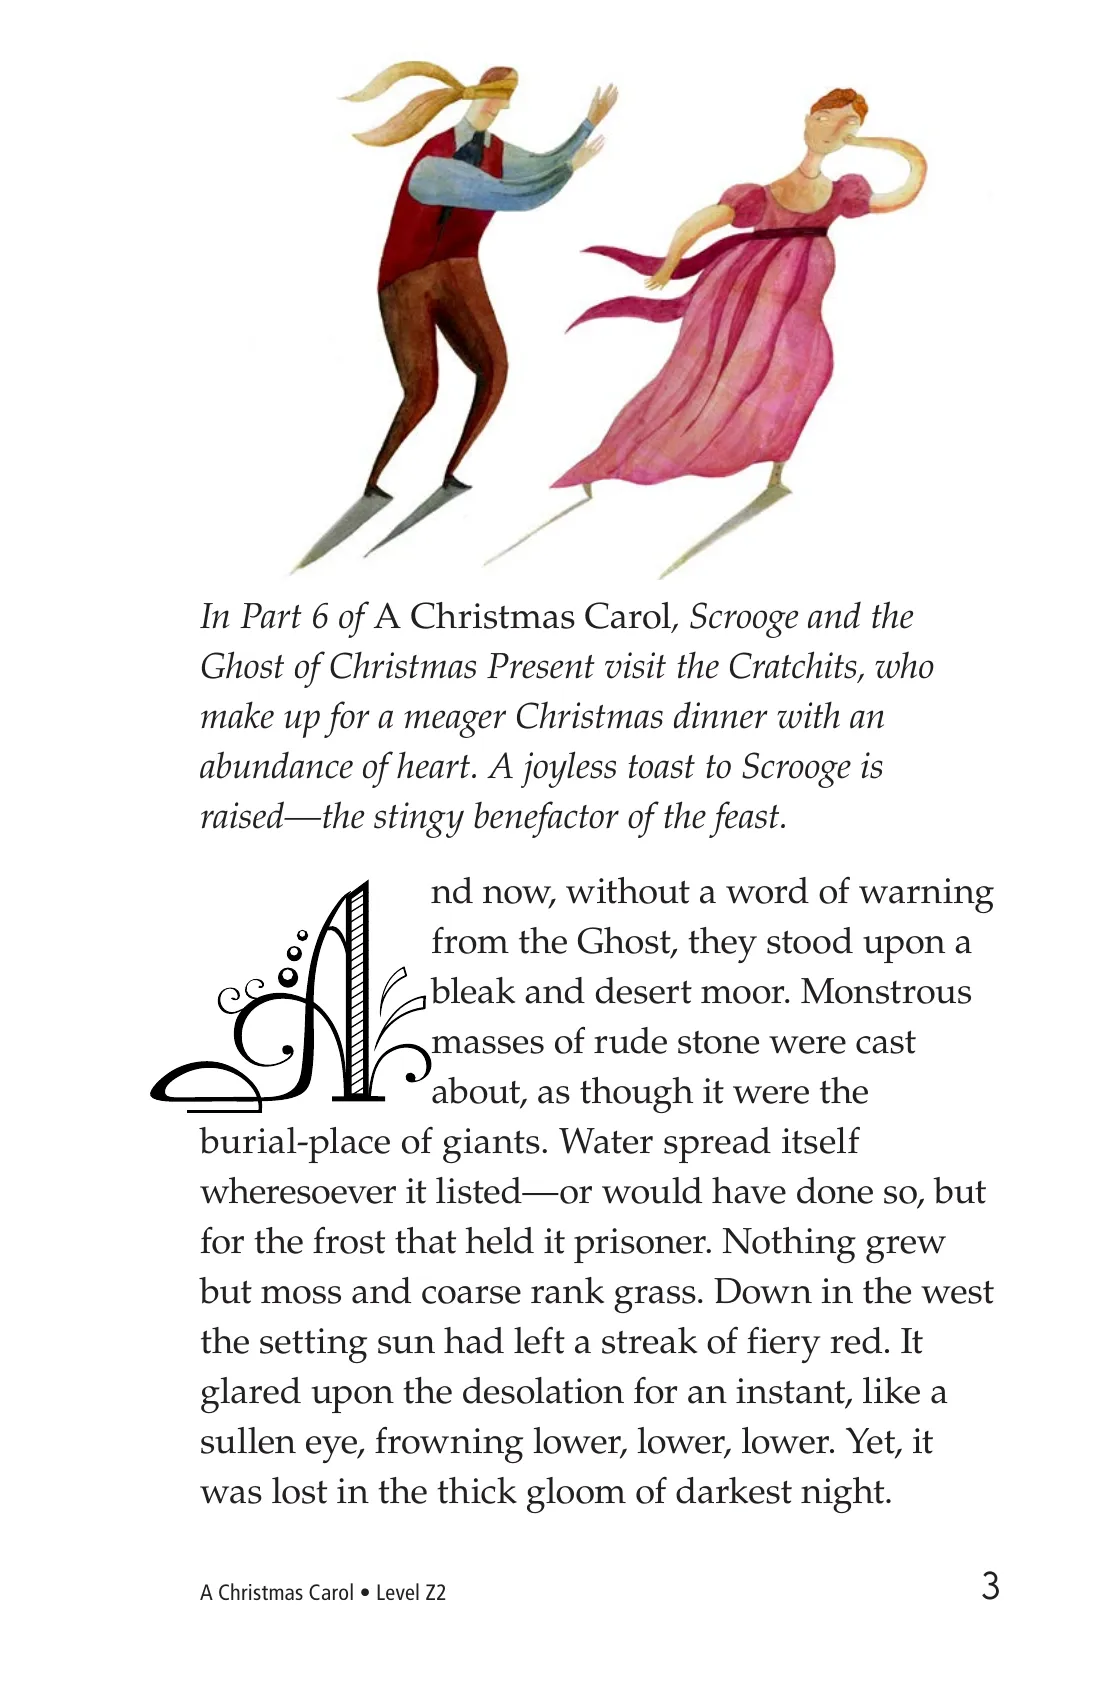 In Part 6 of A Christmas Carol, Scrooge and the
Ghost of Christmas Present visit the Cratchits, who
make up for a meager Christmas dinner with an
abundance of heart. A joyless toast to Scrooge is
raised—the stingy benefactor of the feast.
And now, without a word of warning
from the Ghost, they stood upon a
bleak and desert moor. Monstrous
masses of rude stone were cast
about, as though it were the
burial-place of giants. Water spread itself
wheresoever it listed—or would have done so, but
for the frost that held it prisoner. Nothing grew
but moss and coarse rank grass. Down in the west
the setting sun had left a streak of fiery red. It
glared upon the desolation for an instant, like a
sullen eye, frowning lower, lower, lower. Yet, it
was lost in the thick gloom of darkest night.
A Christmas Carol • Level Z2
3